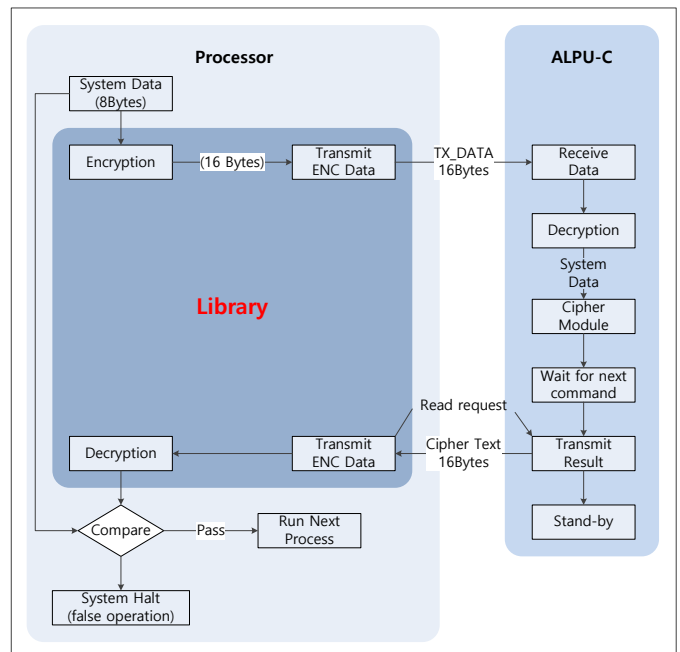 Processor
ALPU-C
System Data
(8Bytes)
Encryption
(16 Bytes)
Transmit
ENC Data
TX_DATA
16Bytes
Receive
Data
Decryption
System
Data
Library
Cipher
Module
Wait for next
command
Read request
Decryption
Transmit
ENC Data
Cipher Text
16Bytes
Transmit
Result
Compare
Pass
Run Next
Process
Stand-by
System Halt
(false operation)